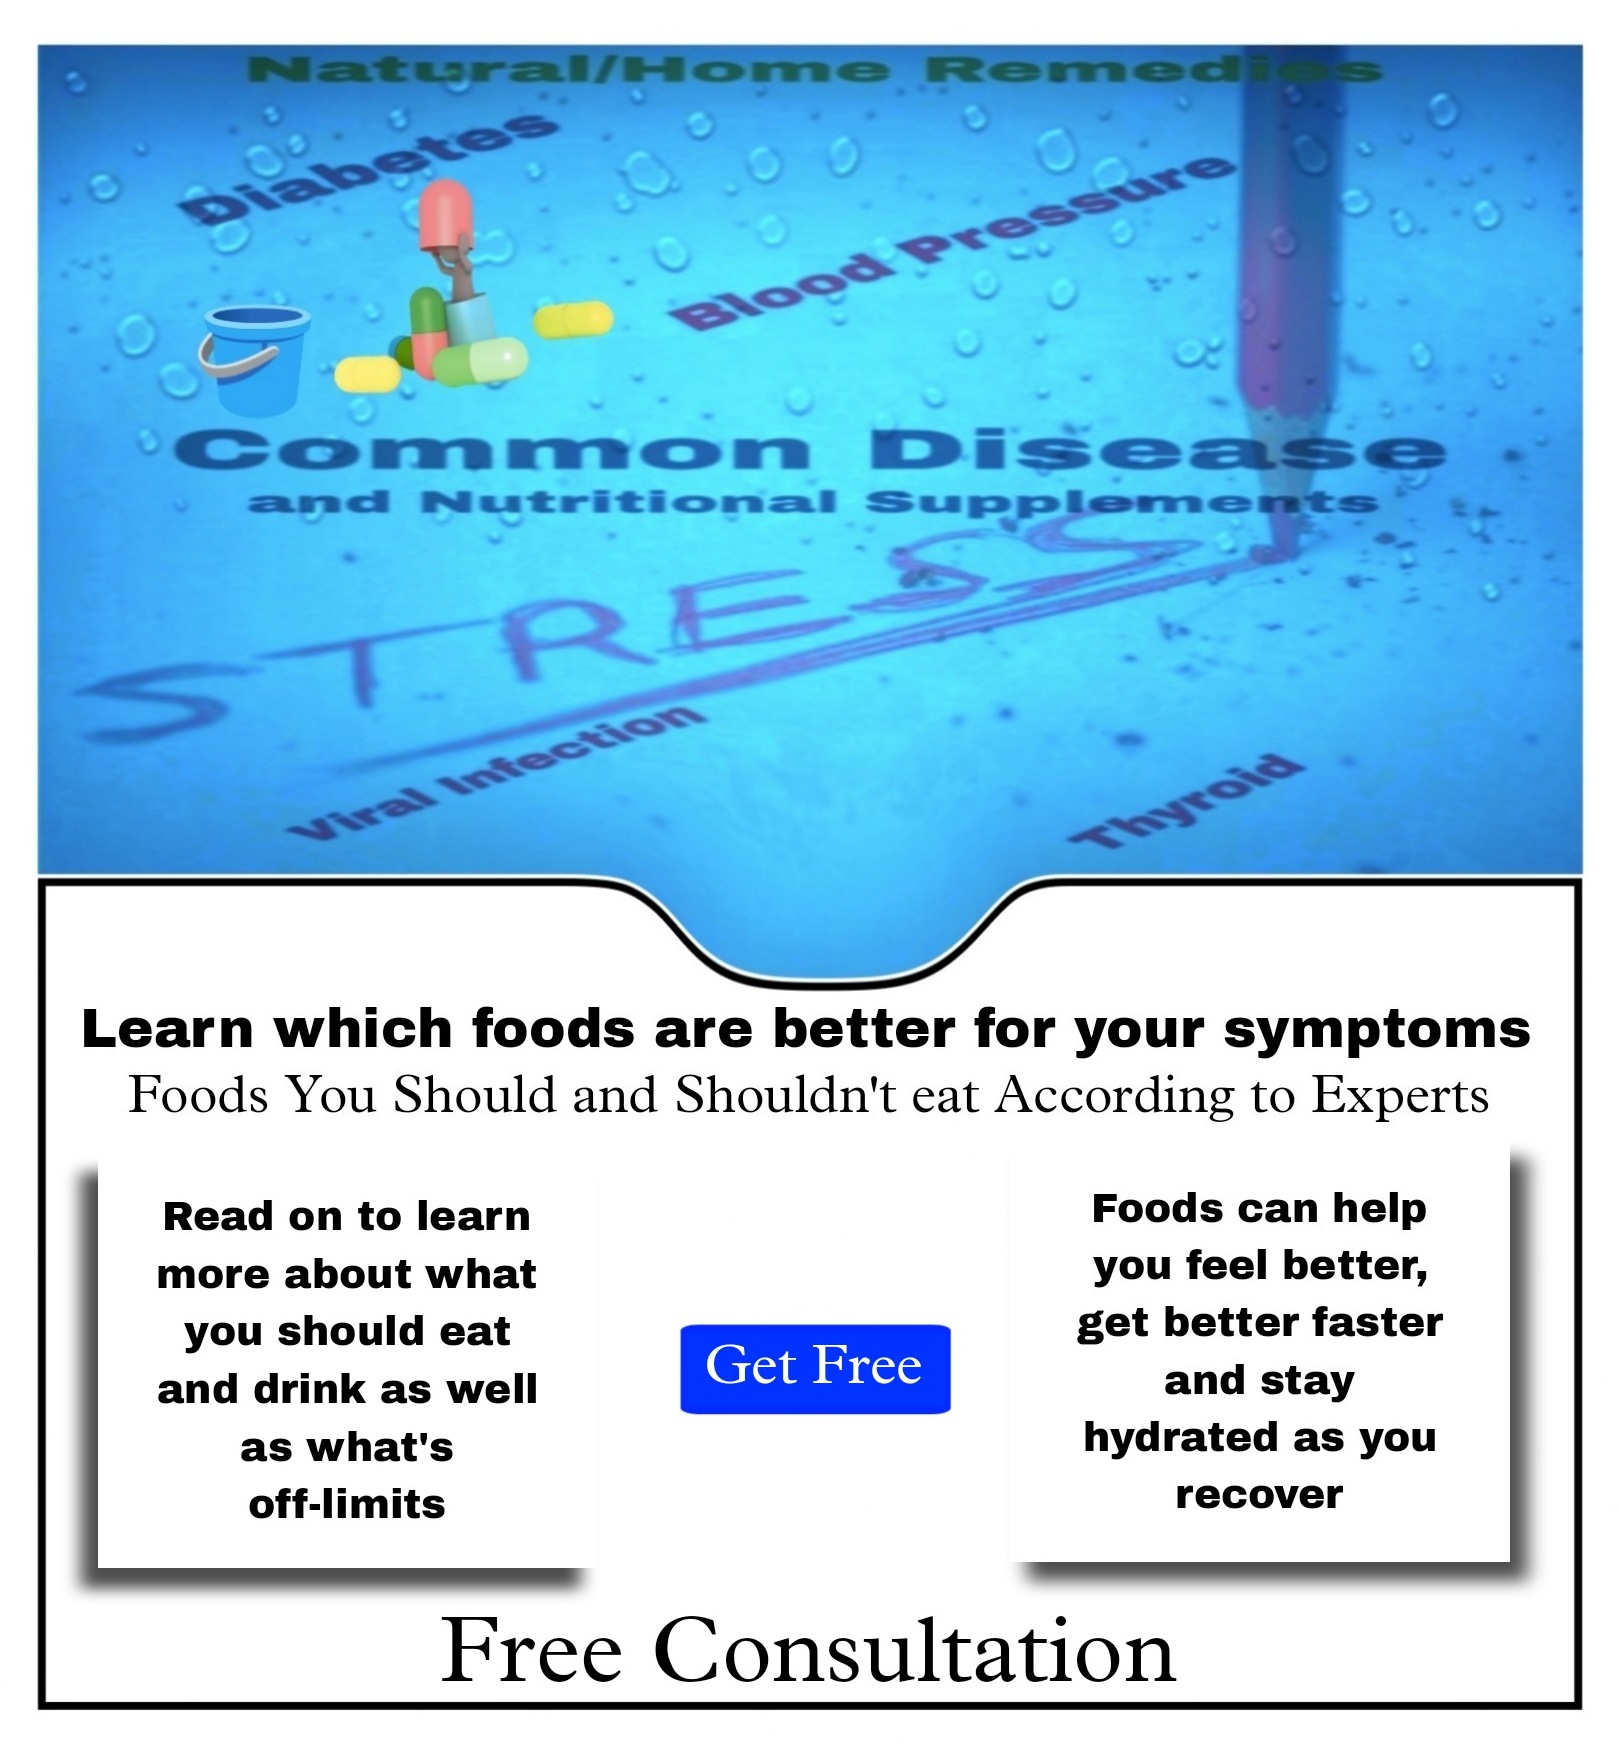 Natural/Home Remedies
Diabetes
Blood Pressure
Common Disease
and Nutritional Supplements
STRESS
Viral Infection
Thyroid
Learn which foods are better for your symptoms
Foods You Should and Shouldn't eat According to Experts
Read on to learn
more about what
you should eat
and drink as well
as what's
off-limits
Get Free
Foods can help
you feel better,
get better faster
and stay
hydrated as you
recover
Free Consultation